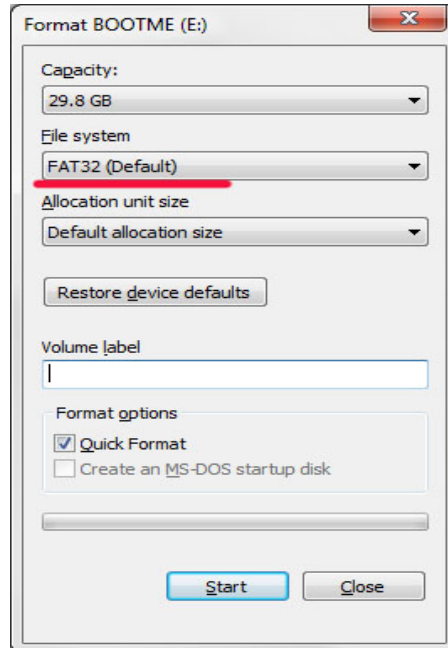 Format BOOTME (E:)
Capacity:
29.8 GB
File system
FAT32 (Default)
Allocation unit size
Default allocation size
Restore device defaults
Volume label
Format options
Quick Format
Create an MS-DOS startup disk
Start Close